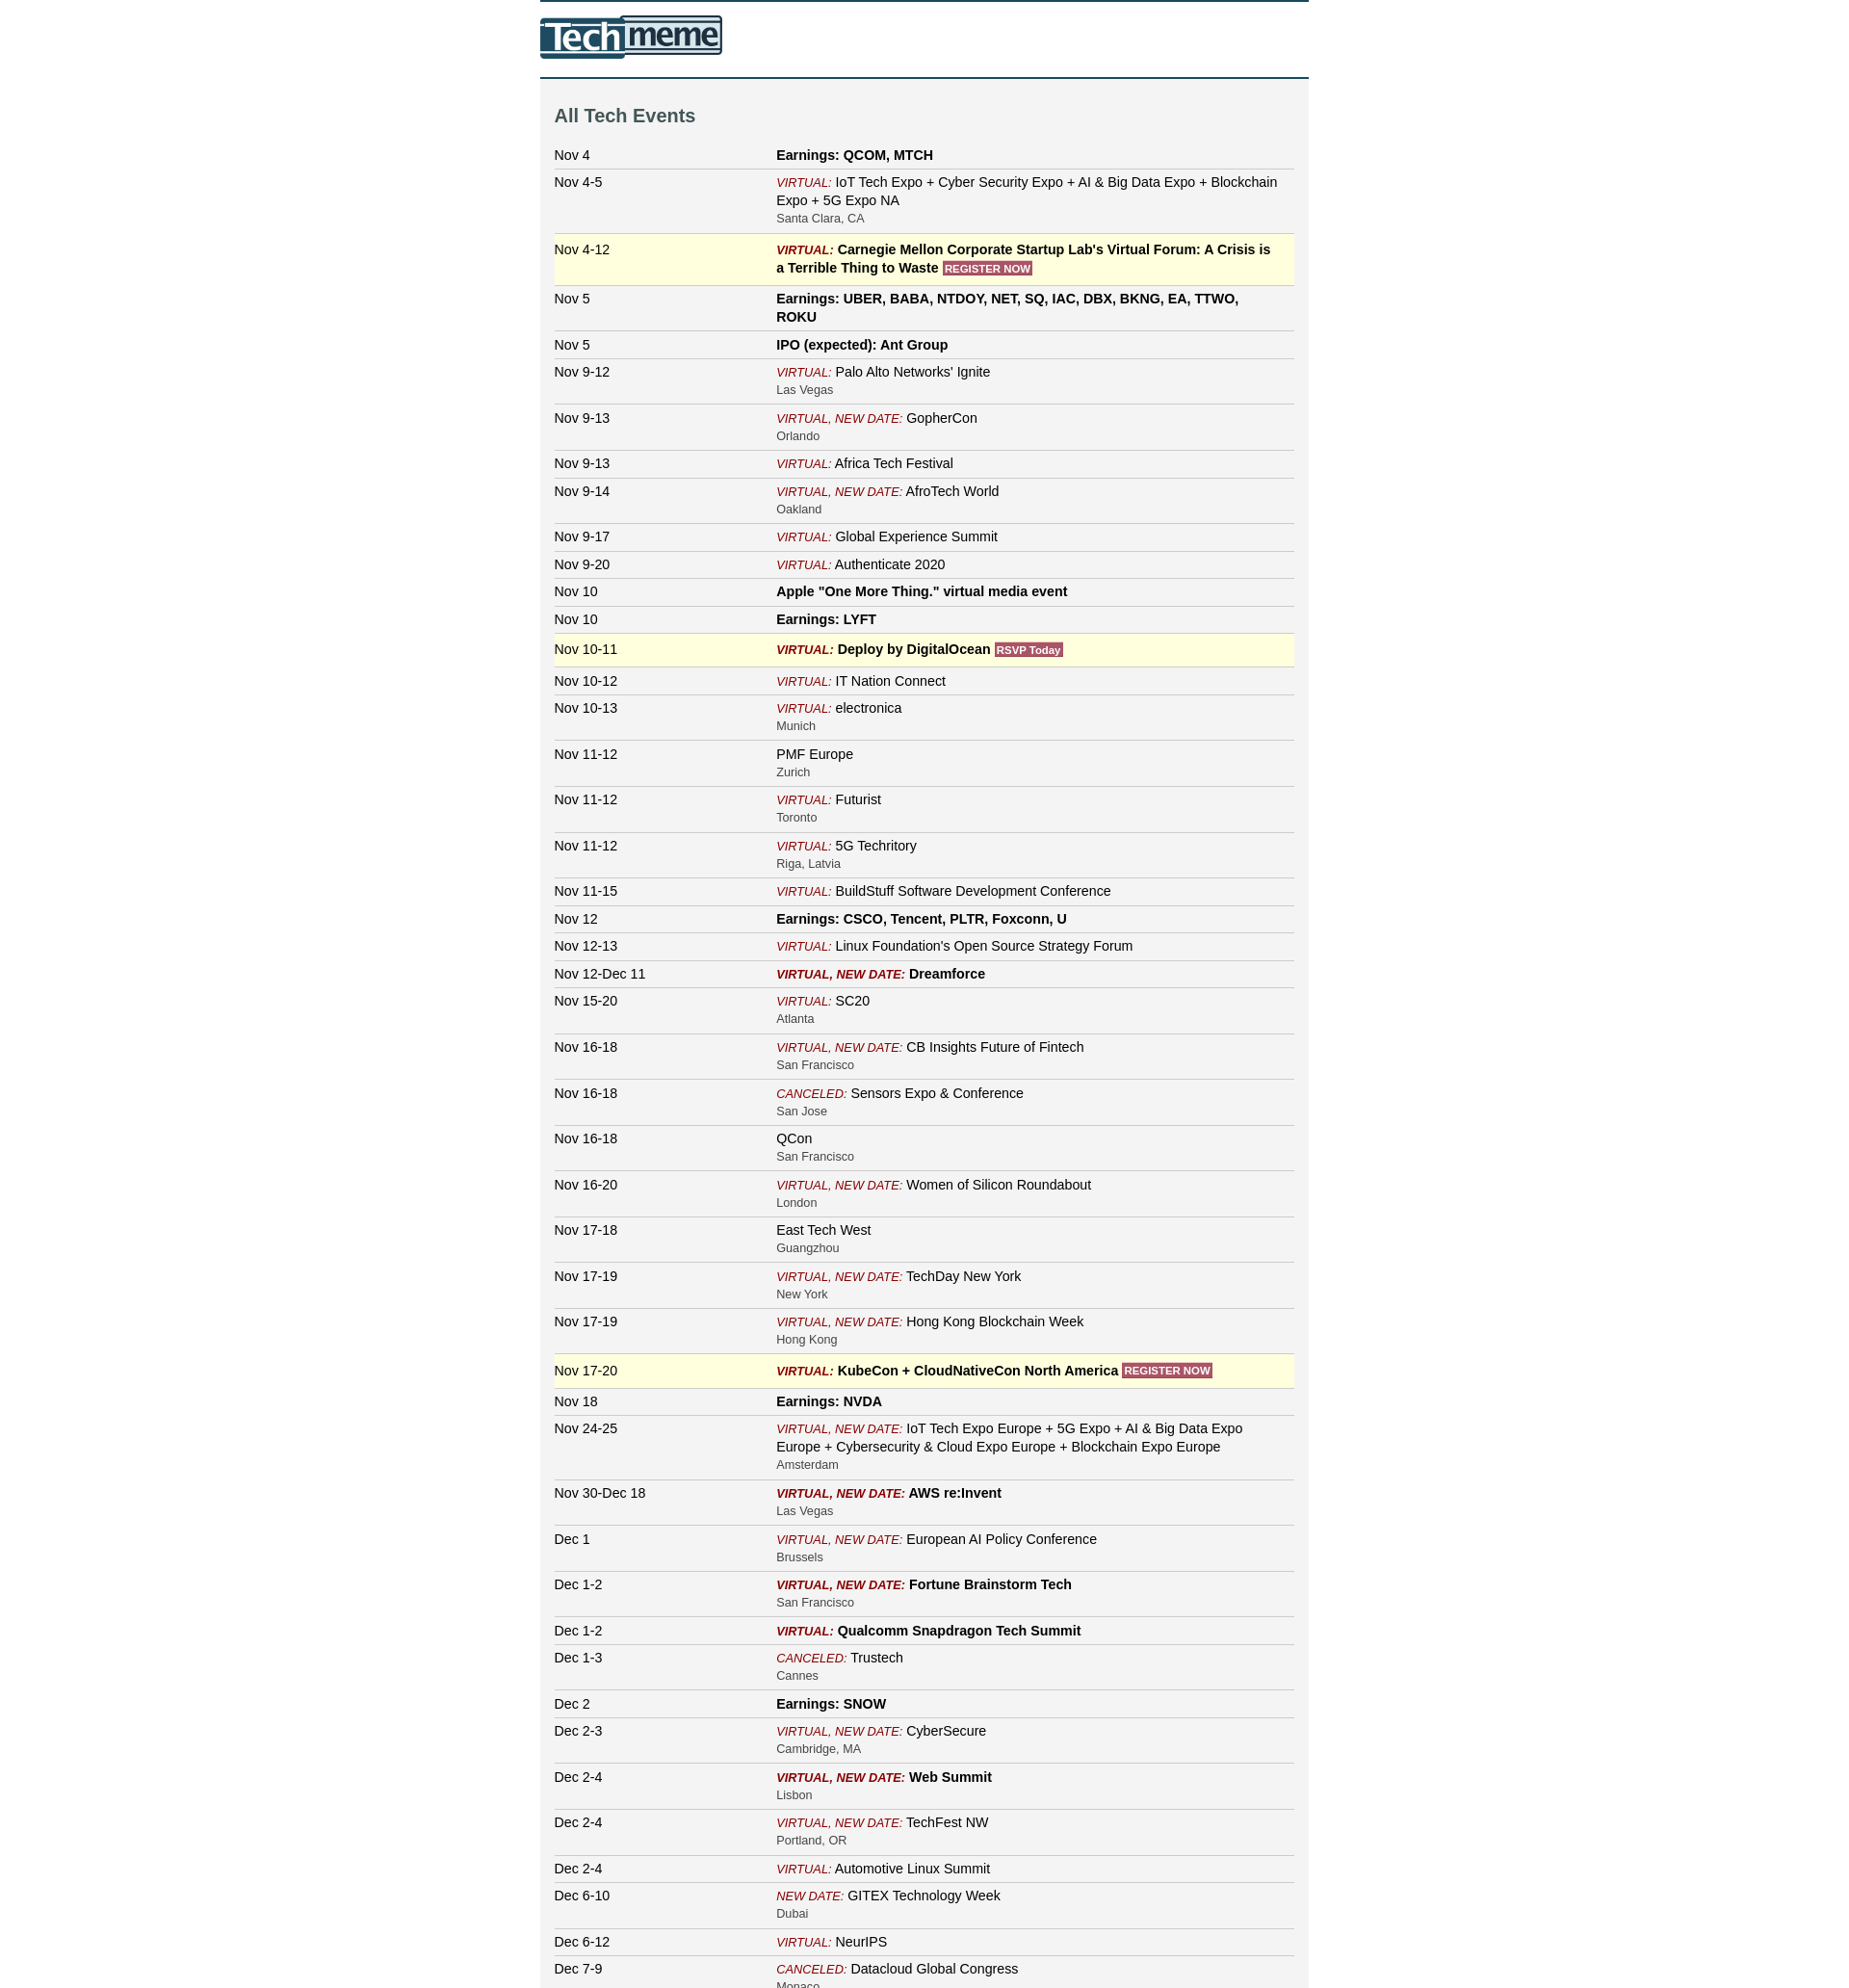 Techmeme
All Tech Events
Nov 4 Earnings: QCOM, MTCH
Nov 4-5 VIRTUAL: IoT Tech Expo + Cyber Security Expo + AI & Big Data Expo + Blockchain
Expo + 5G Expo NA
Santa Clara, CA
Nov 4-12 VIRTUAL: Carnegie Mellon Corporate Startup Lab's Virtual Forum: A Crisis is
a Terrible Thing to Waste REGISTER NOW
Nov 5 Earnings: UBER, BABA, NTDOY, NET, SQ, IAC, DBX, BKNG, EA, TTWO,
ROKU
Nov 5 IPO (expected): Ant Group
Nov 9-12 VIRTUAL: Palo Alto Networks' Ignite
Las Vegas
Nov 9-13 VIRTUAL, NEW DATE: GopherCon
Orlando
Nov 9-13 VIRTUAL: Africa Tech Festival
Nov 9-14 VIRTUAL, NEW DATE: AfroTech World
Oakland
Nov 9-17 VIRTUAL: Global Experience Summit
Nov 9-20 VIRTUAL: Authenticate 2020
Nov 10 Apple "One More Thing." virtual media event
Nov 10 Earnings: LYFT
Nov 10-11 VIRTUAL: Deploy by DigitalOcean RSVP Today
Nov 10-12 VIRTUAL: IT Nation Connect
Nov 10-13 VIRTUAL: electronica
Munich
Nov 11-12 PMF Europe
Zurich
Nov 11-12 VIRTUAL: Futurist
Toronto
Nov 11-12 VIRTUAL: 5G Techritory
Riga, Latvia
Nov 11-15 VIRTUAL: BuildStuff Software Development Conference
Nov 12 Earnings: CSCO, Tencent, PLTR, Foxconn, U
Nov 12-13 VIRTUAL: Linux Foundation's Open Source Strategy Forum
Nov 12-Dec 11 VIRTUAL, NEW DATE: Dreamforce
Nov 15-20 VIRTUAL: SC20
Atlanta
Nov 16-18 VIRTUAL, NEW DATE: CB Insights Future of Fintech
San Francisco
Nov 16-18 CANCELED: Sensors Expo & Conference
San Jose
Nov 16-18 QCon
San Francisco
Nov 16-20 VIRTUAL, NEW DATE: Women of Silicon Roundabout
London
Nov 17-18 East Tech West
Guangzhou
Nov 17-19 VIRTUAL, NEW DATE: TechDay New York
New York
Nov 17-19 VIRTUAL, NEW DATE: Hong Kong Blockchain Week
Hong Kong
Nov 17-20 VIRTUAL: KubeCon + CloudNativeCon North America REGISTER NOW
Nov 18 Earnings: NVDA
Nov 24-25 VIRTUAL, NEW DATE: IoT Tech Expo Europe + 5G Expo + AI & Big Data Expo
Europe + Cybersecurity & Cloud Expo Europe + Blockchain Expo Europe
Amsterdam
Nov 30-Dec 18 VIRTUAL, NEW DATE: AWS re:Invent
Las Vegas
Dec 1 VIRTUAL, NEW DATE: European AI Policy Conference
Brussels
Dec 1-2 VIRTUAL, NEW DATE: Fortune Brainstorm Tech
San Francisco
Dec 1-2 VIRTUAL: Qualcomm Snapdragon Tech Summit
Dec 1-3 CANCELED: Trustech
Cannes
Dec 2 Earnings: SNOW
Dec 2-3 VIRTUAL, NEW DATE: CyberSecure
Cambridge, MA
Dec 2-4 VIRTUAL, NEW DATE: Web Summit
Lisbon
Dec 2-4 VIRTUAL, NEW DATE: TechFest NW
Portland, OR
Dec 2-4 VIRTUAL: Automotive Linux Summit
Dec 6-10 NEW DATE: GITEX Technology Week
Dubai
Dec 6-12 VIRTUAL: NeurIPS
Dec 7-9 CANCELED: Datacloud Global Congress
Monaco